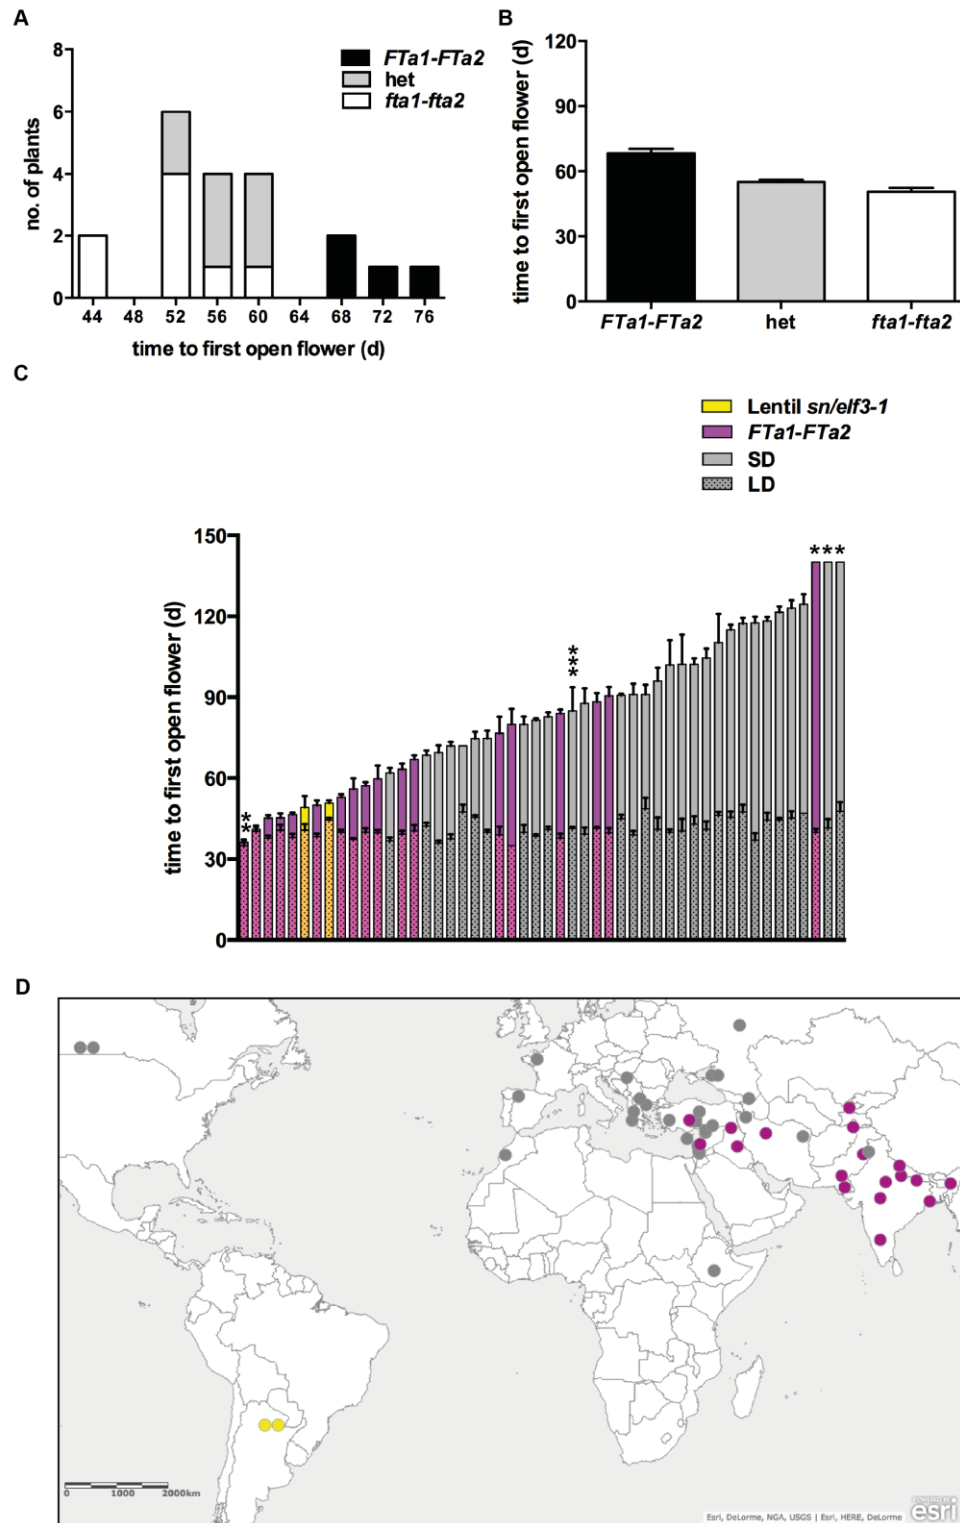 A
8
6
4
2
0
no. of plants
FTa1-FTa2
het
fta1-fta2
44 48 52 56 60 64 68 72 76
time to first open flower (d)
B
120
90
60
30
0
time to first open flower (d)
FTa1-FTa2 het fta1-fta2
C
Lentil sn/elf3-1
FTa1-FTa2
SD
LD
150
120
90
60
30
0
time to first open flower (d)
**
***
***
D
0 1000 2000km
Esri, DeLorme, NGA, USGS | Esri, HERE, DeLorme
POWERED BY
esri